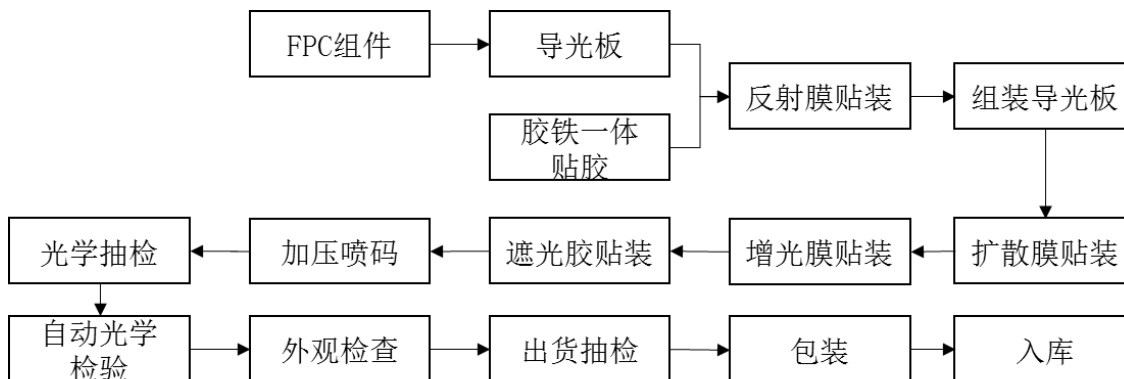 FPC组件
导光板
胶铁一体
贴胶
反射膜贴装
组装导光板
扩散膜贴装
增光膜贴装
遮光胶贴装
加压喷码
光学抽检
自动光学
检验
外观检查
出货抽检
包装
入库